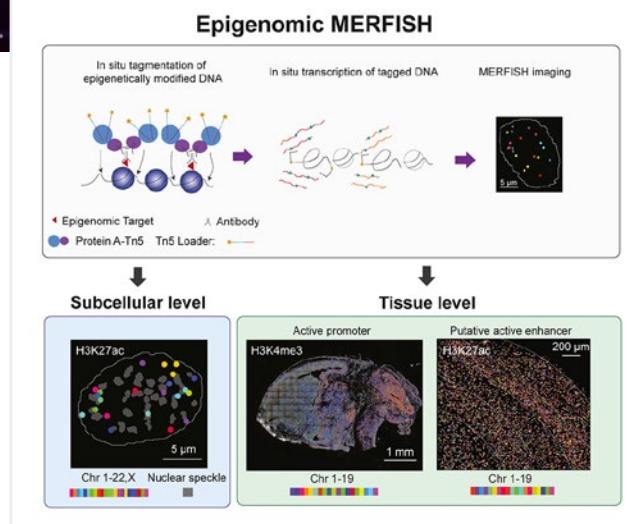 Epigenomic MERFISH
In situ tagmentation of
epigenetically modified DNA
In situ transcription of tagged DNA
MERFISH imaging
5 µm
Epigenomic Target
Antibody
Protein A-Tn5
Tn5 Loader:
Subcellular level
Tissue level
H3K27ac
5 µm
Chr 1-22,X
Nuclear speckle
Active promoter
H3K4me3
1 mm
Chr 1-19
Putative active enhancer
H3K27ac
200 µm
Chr 1-19